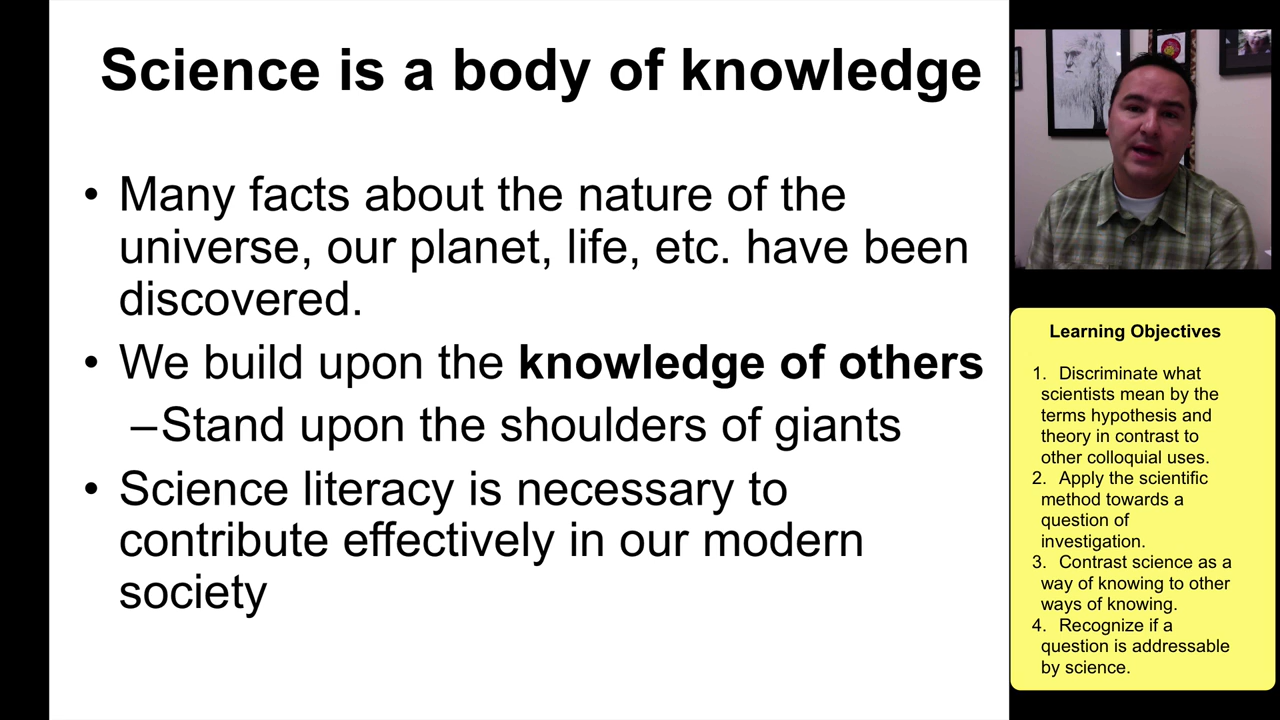 Science is a body of knowledge
• Many facts about the nature of the
universe, our planet, life, etc. have been
discovered.
• We build upon the knowledge of others
–Stand upon the shoulders of giants
• Science literacy is necessary to
contribute effectively in our modern
society
Learning Objectives
1. Discriminate what
scientists mean by the
terms hypothesis and
theory in contrast to
other colloquial uses.
2. Apply the scientific
method towards a
question of
investigation.
3. Contrast science as a
way of knowing to other
ways of knowing.
4. Recognize if a
question is addressable
by science.